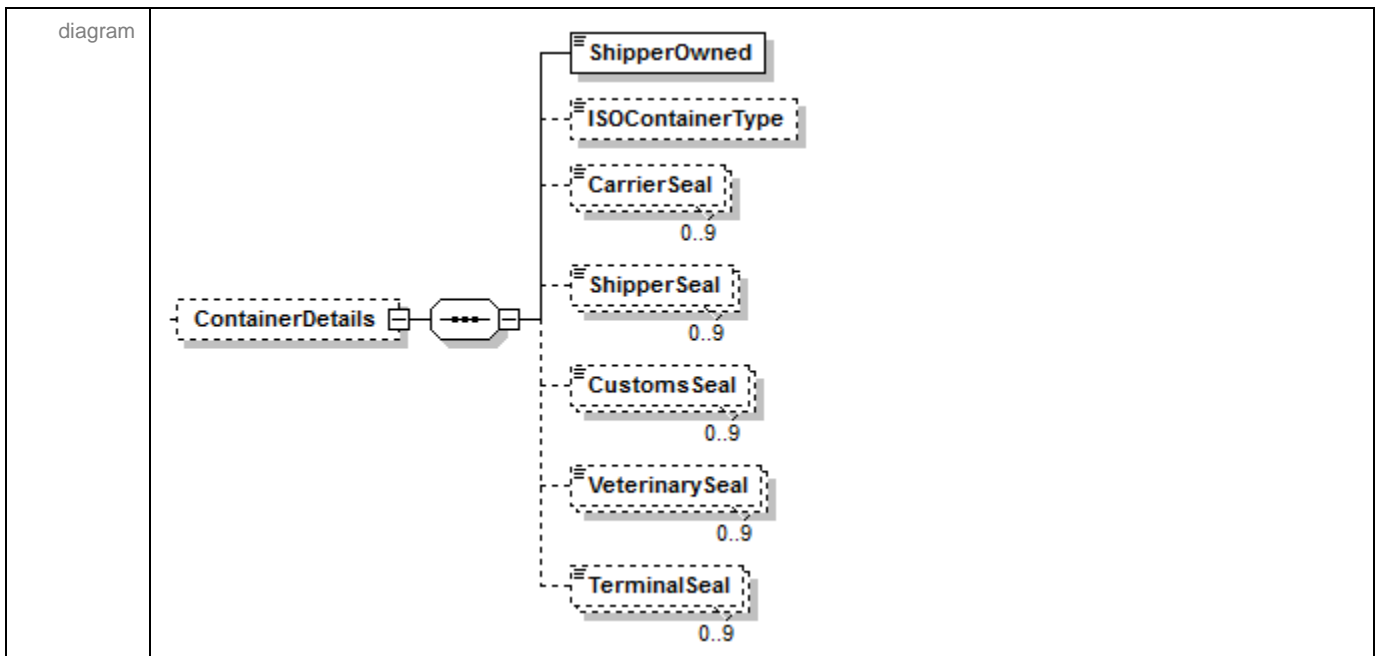 diagram
ShipperOwned
ISOContainerType
CarrierSeal
0..9
ShipperSeal
0..9
ContainerDetails
CustomsSeal
0..9
VeterinarySeal
0..9
TerminalSeal
0..9